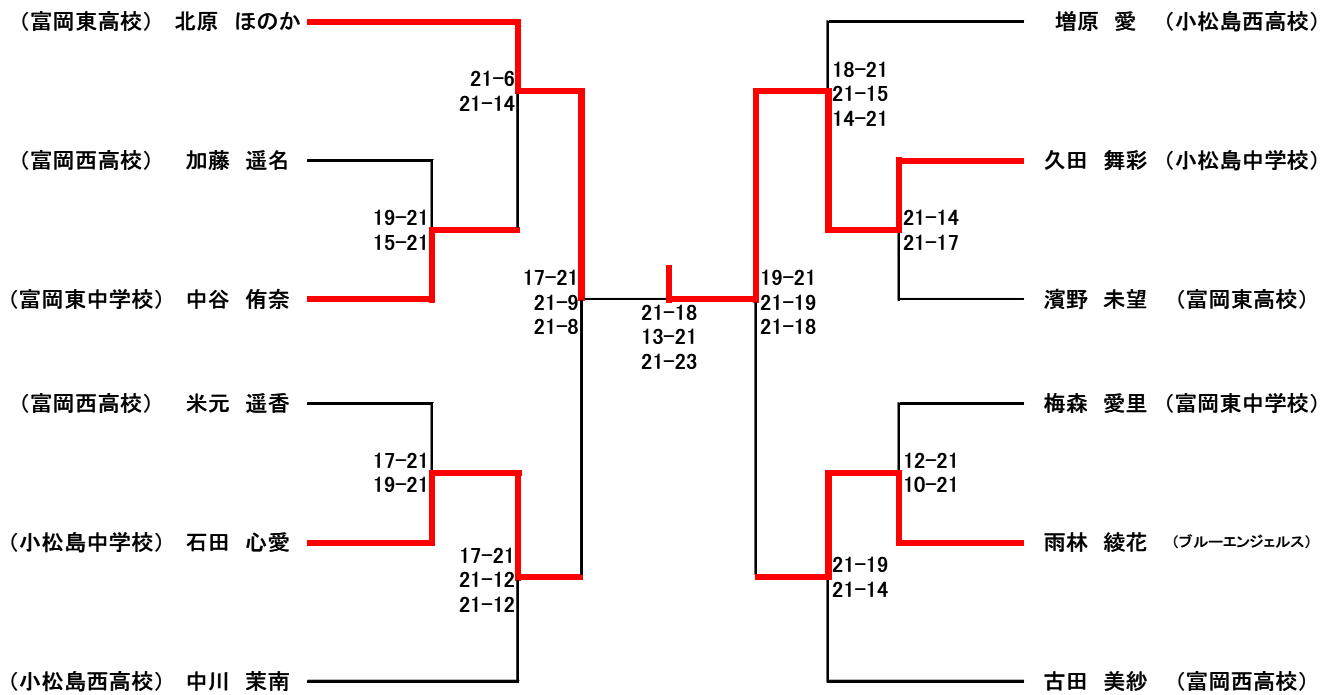 （富岡東高校） 北原 ほのか
21-6
21-14
（富岡西高校） 加藤 遥名
19-21
15-21
（富岡東中学校） 中谷 侑奈
17-21
21-9
21-8
（富岡西高校） 米元 遥香
17-21
19-21
（小松島中学校） 石田 心愛
17-21
21-12
21-12
（小松島西高校） 中川 茉南
21-18
13-21
21-23
増原 愛 （小松島西高校）
18-21
21-15
14-21
久田 舞彩 （小松島中学校）
21-14
21-17
濱野 未望 （富岡東高校）
19-21
21-19
21-18
梅森 愛里 （富岡東中学校）
12-21
10-21
雨林 綾花 （ブルーエンジェルス）
21-19
21-14
古田 美紗 （富岡西高校）